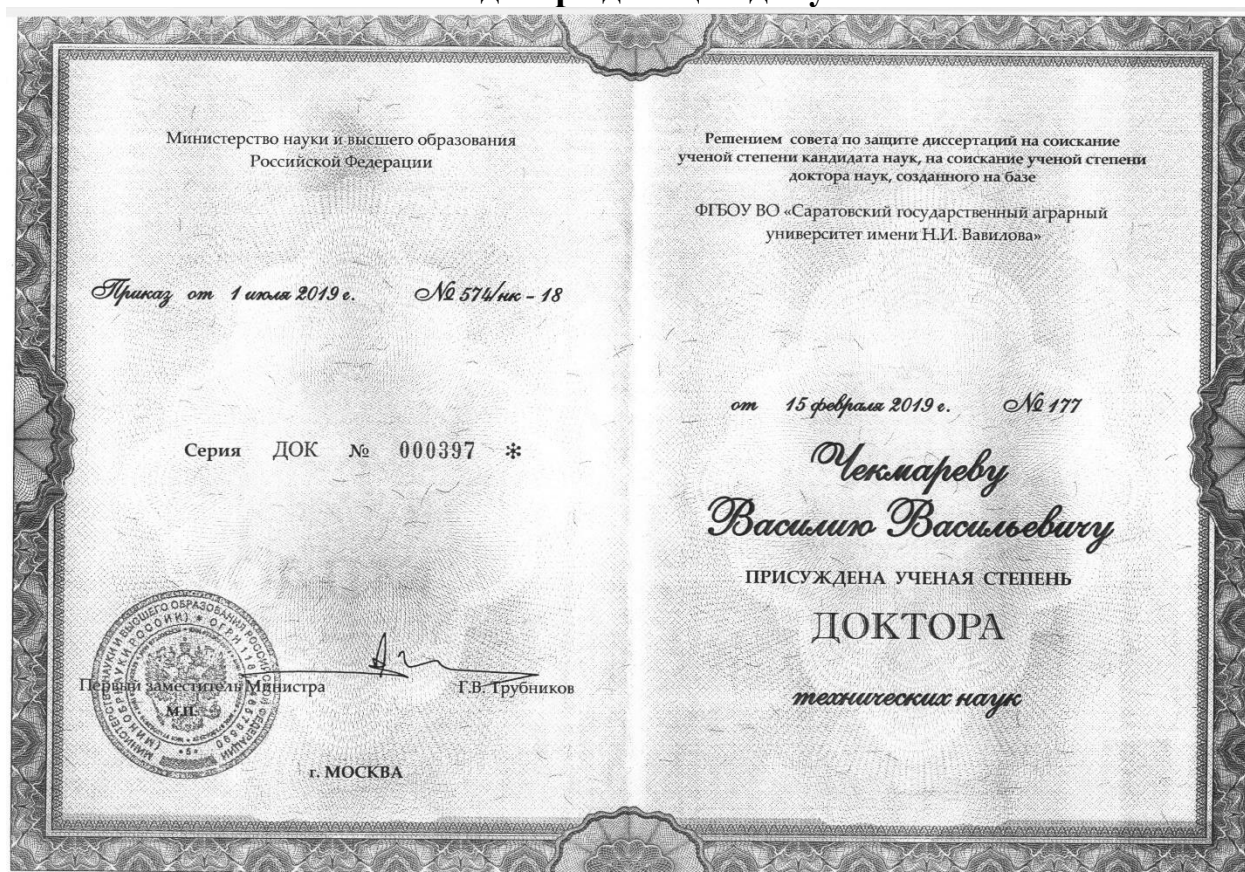 Министерство науки и высшего образования
Российской Федерации
Приказ от 1 июля 2019 г. № 574/нк - 18
Серия ДОК № 000397 *
Первый заместитель Министра Г.В. Трубников
М.П.
г. МОСКВА
Решением совета по защите диссертаций на соискание
ученой степени кандидата наук, на соискание ученой степени
доктора наук, созданного на базе
ФГБОУ ВО «Саратовский государственный аграрный
университет имени Н.И. Вавилова»
от 15 февраля 2019 г. № 177
Чекмареву
Василию Васильевичу
ПРИСУЖДЕНА УЧЕНАЯ СТЕПЕНЬ
ДОКТОРА
технических наук